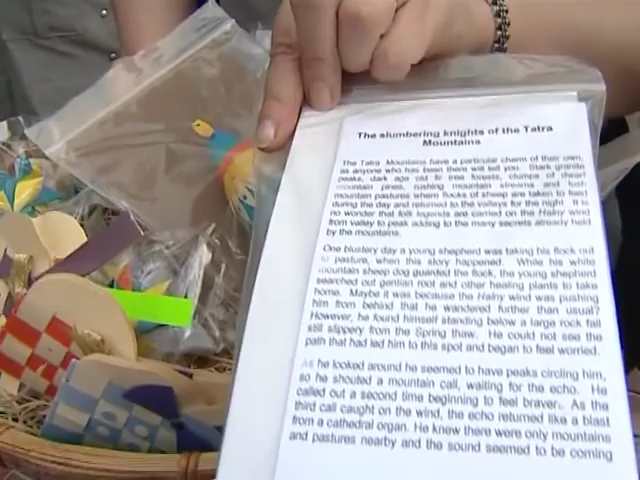 The slumbering knights of the Tatra
Mountains
The Tatra Mountains have a particular charm of their own,
as anyone who has been there will tell you. Stark granite
peaks, dark age old fir tree forests, clumps of dwarf
mountain pines, rushing mountain streams and lush
mountain pastures where flocks of sheep are taken to feed
during the day and returned to the valleys for the night. It is
no wonder that folk legends are carried on the Halny wind
from valley to peak adding to the many secrets already held
by the mountains.
One blustery day a young shepherd was taking his flock out
to pasture, when this story happened. While his white
mountain sheep dog guarded the flock, the young shepherd
searched out gentian root and other healing plants to take
home. Maybe it was because the Halny wind was pushing
him from behind that he wandered further than usual?
However, he found himself standing below a large rock fall
still slippery from the Spring thaw. He could not see the
path that had led him to this spot and began to feel worried.
As he looked around he seemed to have peaks circling him,
so he shouted a mountain call, waiting for the echo. He
called out a second time beginning to feel braver. As the
third call caught on the wind, the echo returned like a blast
from a cathedral organ. He knew there were only mountains
and pastures nearby and the sound seemed to be coming